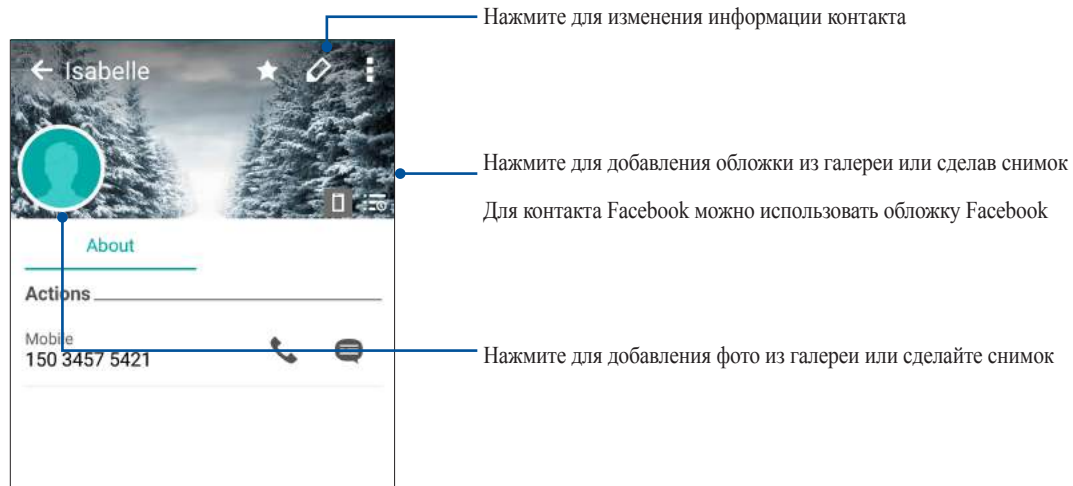 Нажмите для изменения информации контакта
Isabelle
Нажмите для добавления обложки из галереи или сделав снимок
Для контакта Facebook можно использовать обложку Facebook
About
Actions
Mobile
150 3457 5421
Нажмите для добавления фото из галереи или сделайте снимок